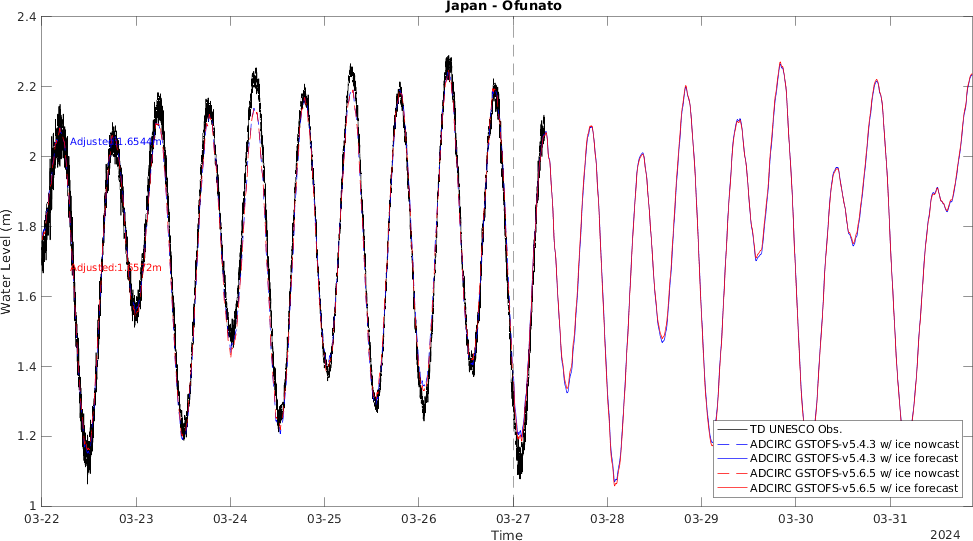 Japan - Ofunato
2.4
2.2
2
1.8
1.6
1.4
1.2
1
Water Level (m)
Adjusted:1.6544m
Adjusted:1.6572m
TD UNESCO Obs.
ADCIRC GSTOFS-v5.4.3 w/ ice nowcast
ADCIRC GSTOFS-v5.4.3 w/ ice forecast
ADCIRC GSTOFS-v5.6.5 w/ ice nowcast
ADCIRC GSTOFS-v5.6.5 w/ ice forecast
03-22 03-23 03-24 03-25 03-26 03-27 03-28 03-29 03-30 03-31
Time
2024